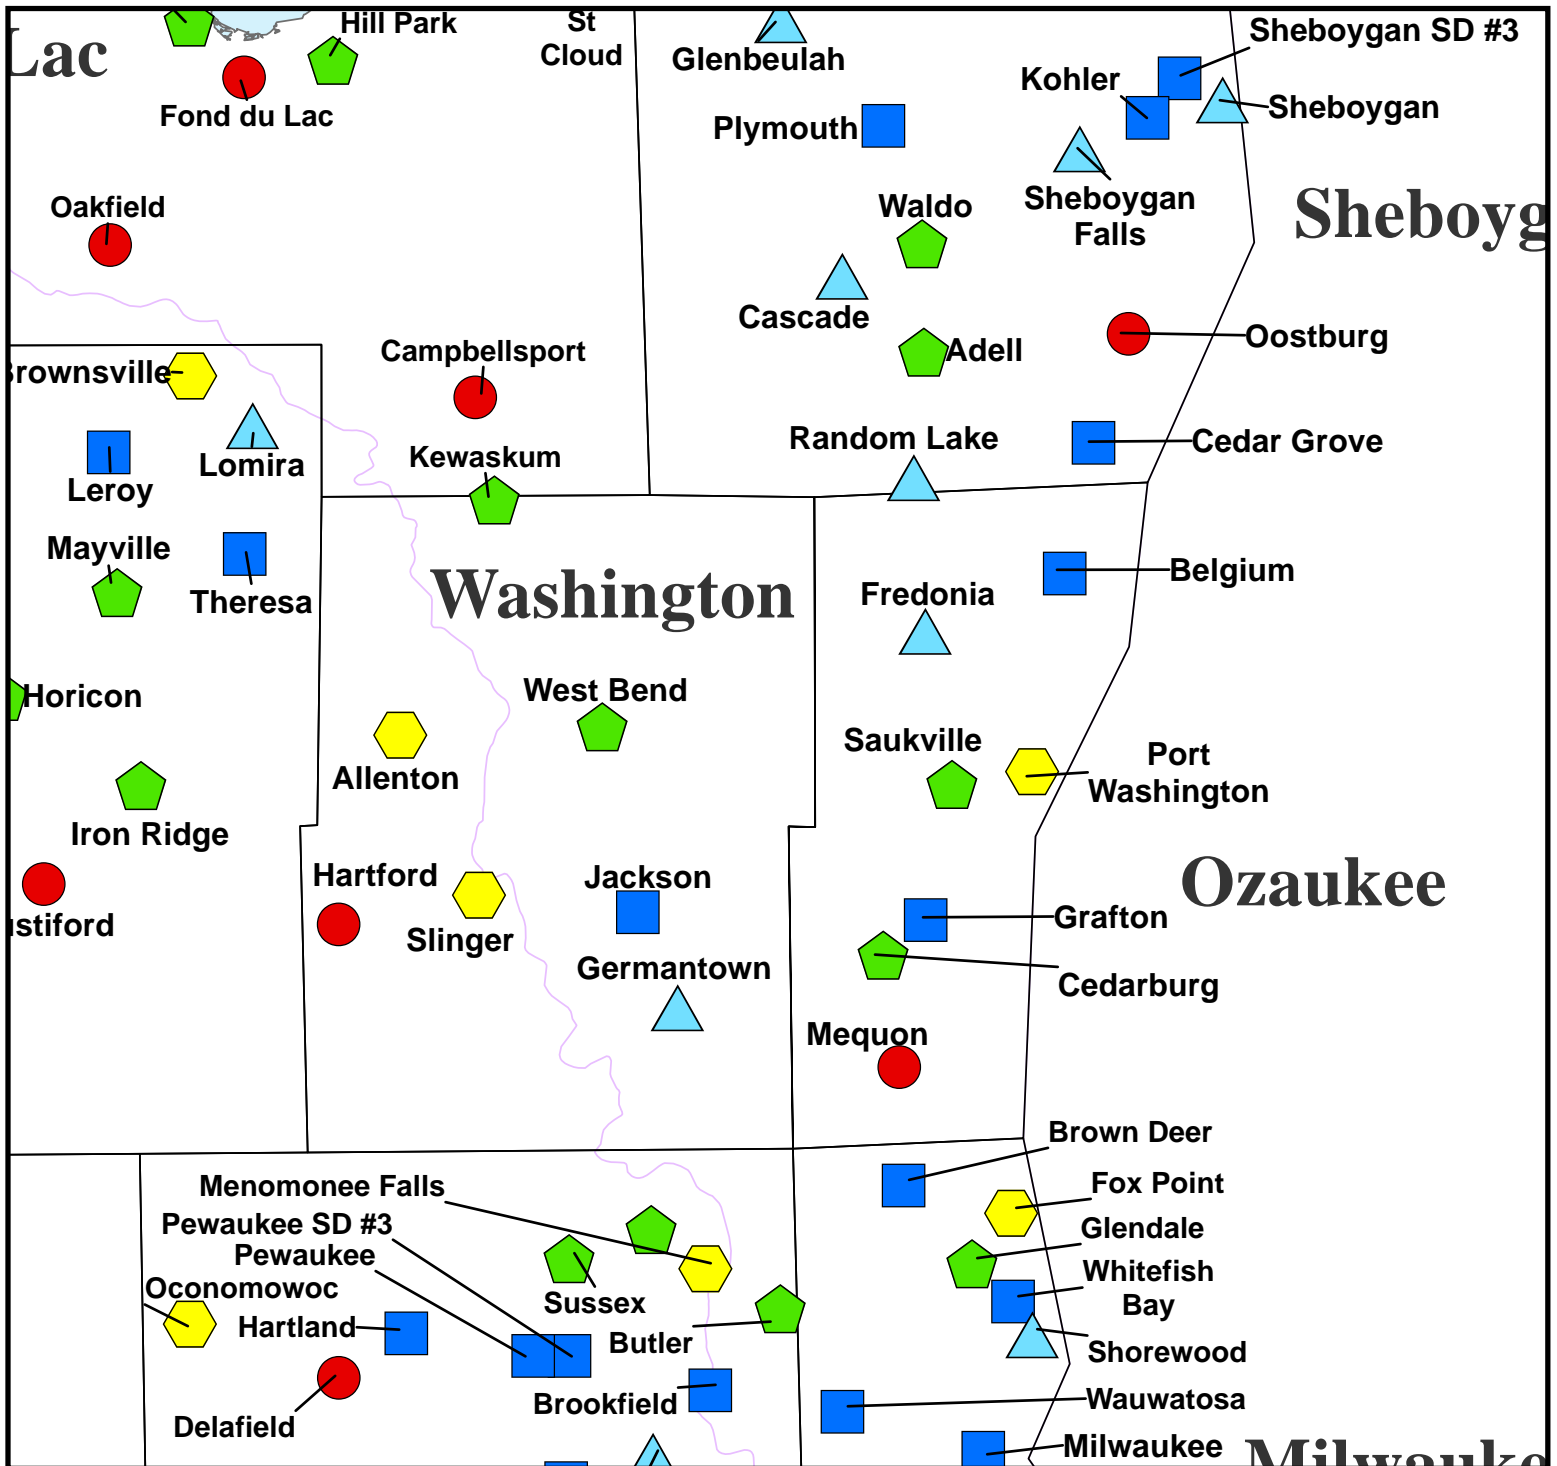 Lac
Hill Park
St
Cloud
Glenbeulah
Sheboygan SD #3
Kohler
Sheboygan
Fond du Lac
Plymouth
Sheboygan
Falls
Oakfield
Waldo
Sheboyg
Cascade
Oostburg
Campbellsport
Adell
Brownsville
Random Lake
Cedar Grove
Kewaskum
Lomira
Leroy
Mayville
Theresa
Washington
Fredonia
Belgium
Horicon
West Bend
Saukville
Port
Washington
Allenton
Iron Ridge
Hartford
Jackson
Ozaukee
ustiford
Slinger
Grafton
Germantown
Cedarburg
Mequon
Brown Deer
Menomonee Falls
Fox Point
Pewaukee SD #3
Glendale
Pewaukee
Whitefish
Bay
Oconomowoc
Sussex
Hartland
Butler
Shorewood
Brookfield
Wauwatosa
Delafield
Milwaukee
Milwauke